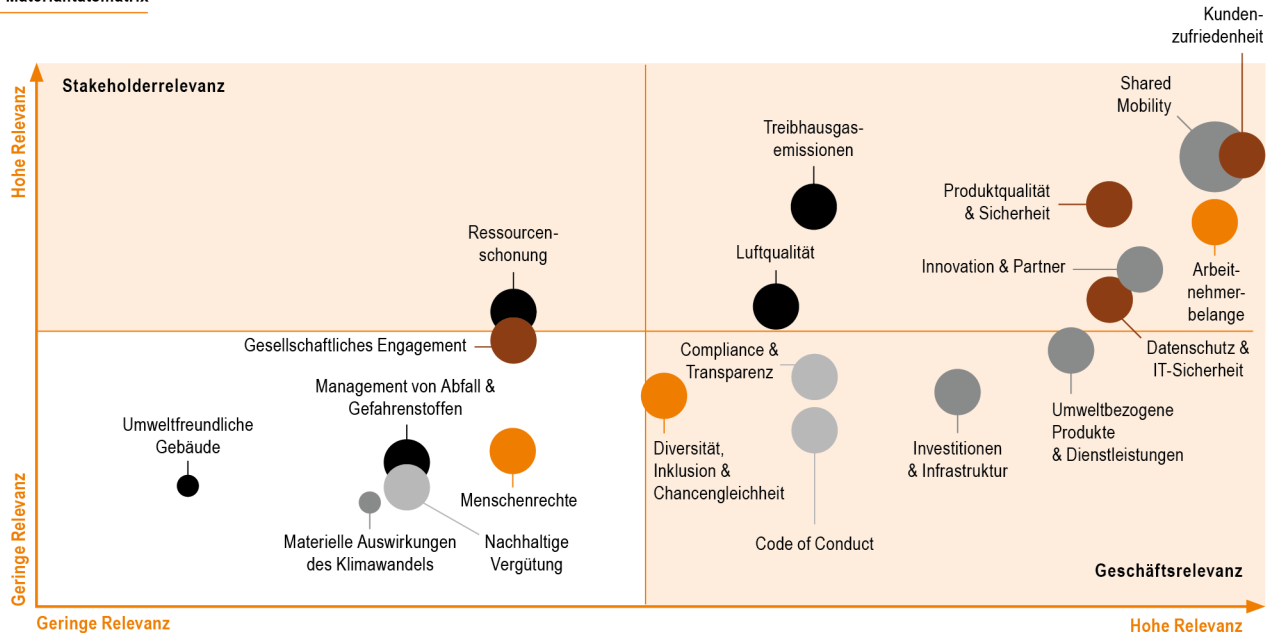 Materialitätsmatrix
Kunden-
zufriedenheit
Stakeholderrelevanz
Shared
Mobility
Hohe Relevanz
Treibhausgas-
emissionen
Produktqualität
& Sicherheit
Ressourcen-
schonung
Luftqualität
Innovation & Partner
Arbeit-
nehmer-
belange
Gesellschaftliches Engagement
Compliance &
Transparenz
Datenschutz &
IT-Sicherheit
Management von Abfall &
Gefahrenstoffen
Umweltfreundliche
Gebäude
Umweltbezogene
Produkte
& Dienstleistungen
Diversität,
Inklusion &
Chancengleichheit
Investitionen
& Infrastruktur
Menschenrechte
Geringe Relevanz
Materielle Auswirkungen
des Klimawandels
Nachhaltige
Vergütung
Code of Conduct
Geschäftsrelevanz
Geringe Relevanz
Hohe Relevanz